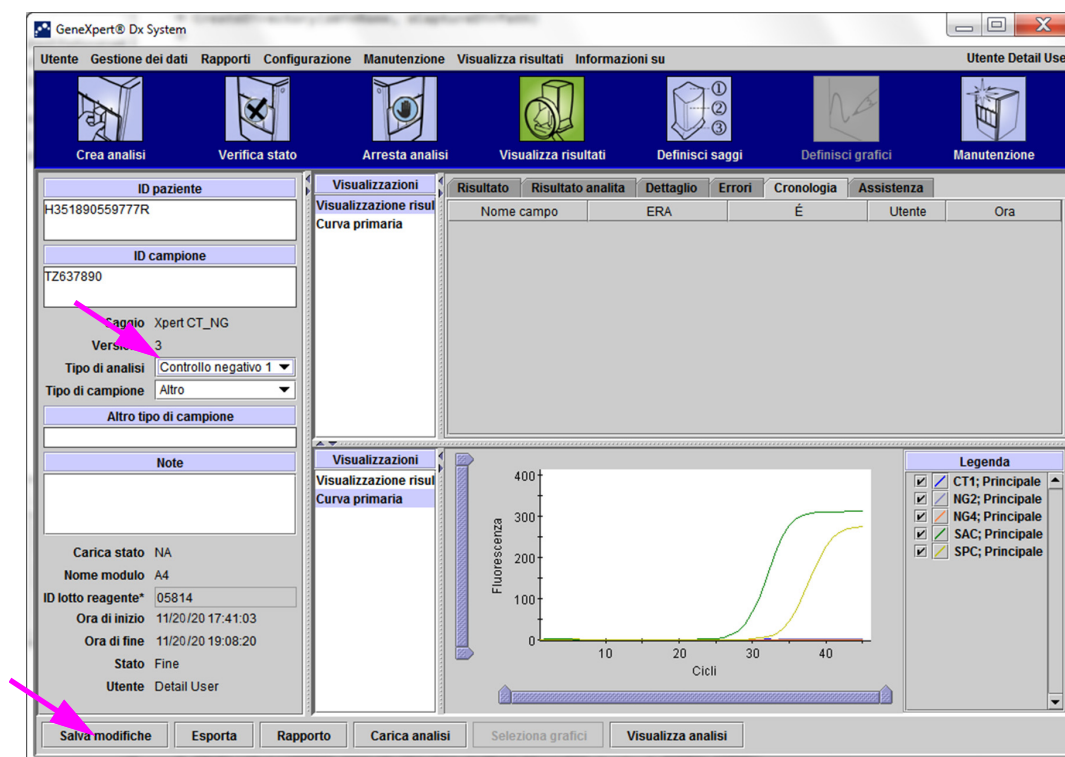 GeneXpert® Dx System
Utente Gestione dei dati Rapporti Configurazione Manutenzione Visualizza risultati Informazioni su Utente Detail Use
Crea analisi Verifica stato Arresta analisi Visualizza risultati Definisci saggi Definisci grafici Manutenzione
ID paziente
H351890559777R
ID campione
TZ637890
Saggio Xpert CT_NG
3
Tipo di analisi Controllo negativo 1
Tipo di campione Altro
Altro tipo di campione
Note
Carica stato NA
Nome modulo A4
ID lotto reagente* 05814
Ora di inizio 11/20/20 17:41:03
Ora di fine 11/20/20 19:08:20
Stato Fine
Utente Detail User
Visualizzazioni
Visualizzazione risul
Curva primaria
Risultato Risultato analita Dettaglio Errori Cronologia Assistenza
Nome campo ERA É Utente Ora
Visualizzazioni
Visualizzazione risul
Curva primaria
Fluorescenza
400
300
200
100
0
10 20 30 40
Cicli
Legenda
CT1; Principale
NG2; Principale
NG4; Principale
SAC; Principale
SPC; Principale
Salva modifiche Esporta Rapporto Carica analisi Seleziona grafici Visualizza analisi